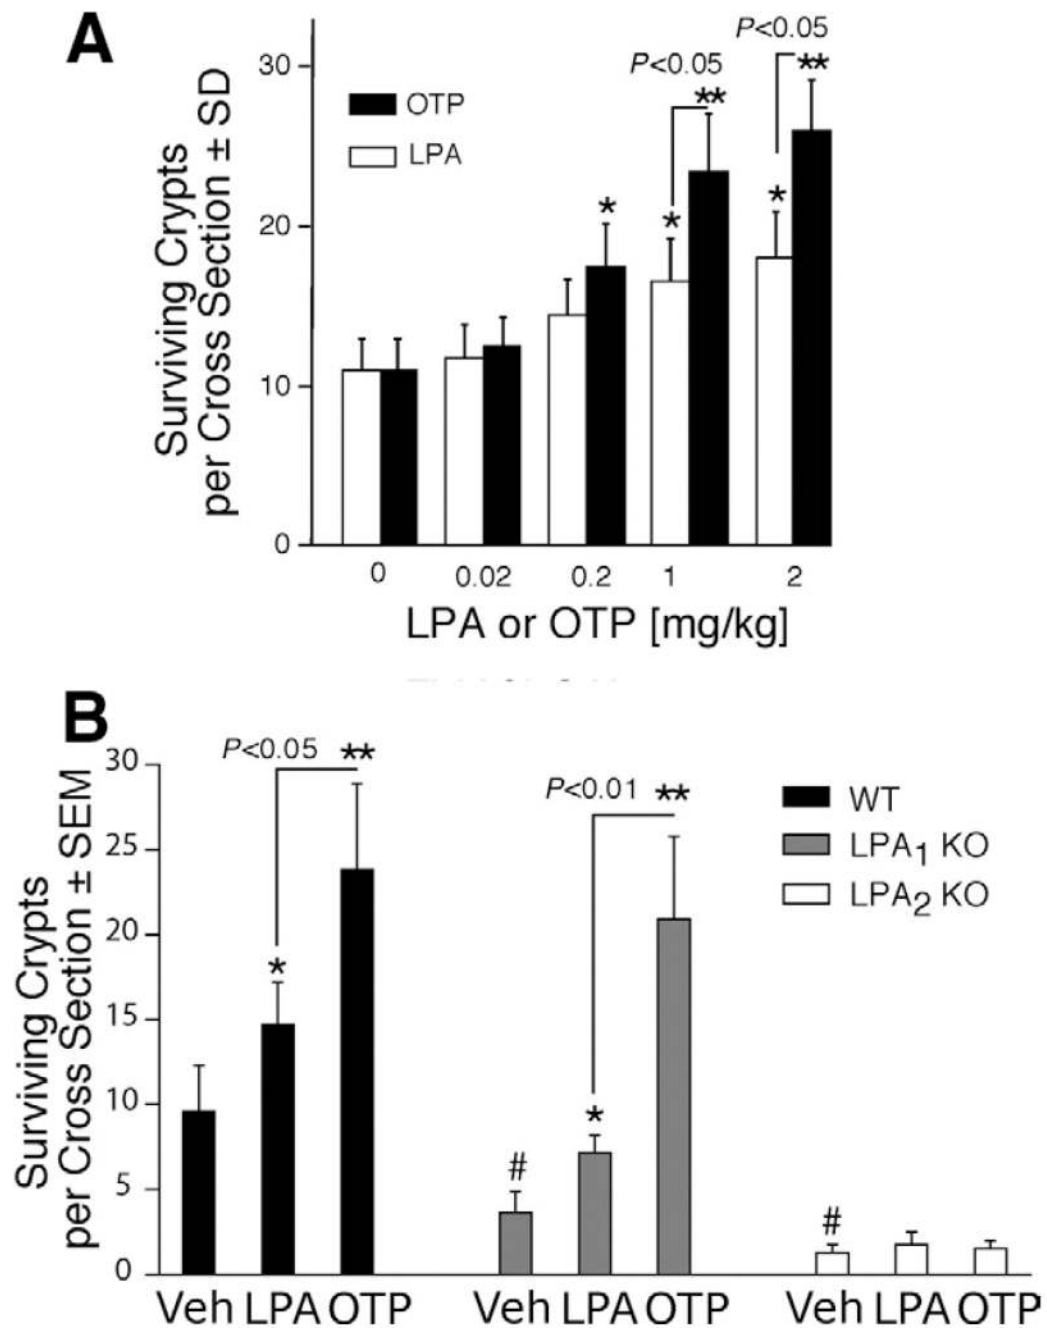 A
P<0.05
P<0.05
**
**
30
OTP
LPA
*
*
*
20
10
0
Surviving Crypts
per Cross Section ± SD
0 0.02 0.2 1 2
LPA or OTP [mg/kg]
B
P<0.05 **
30
P<0.01 **
WT
LPA1 KO
LPA2 KO
25
20
*
15
10
*
#
5
#
0
Surviving Crypts
per Cross Section ± SEM
Veh LPA OTP Veh LPA OTP Veh LPA OTP